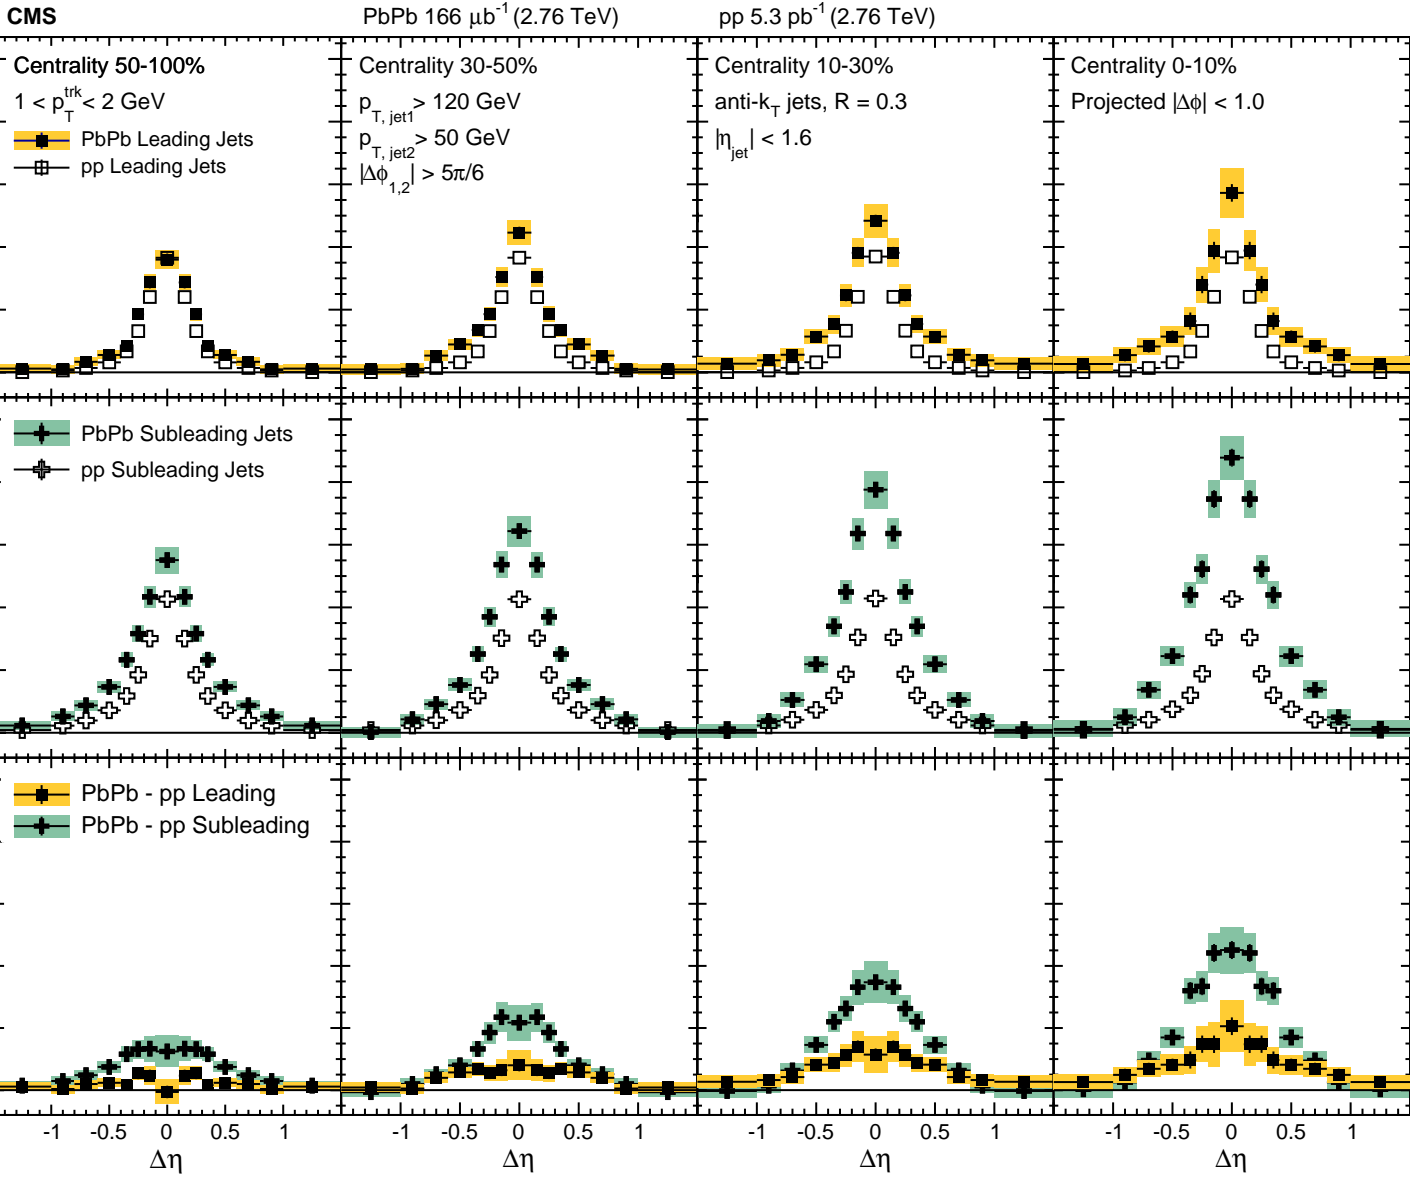 CMS
PbPb 166 μb⁻¹ (2.76 TeV)
pp 5.3 pb⁻¹ (2.76 TeV)
Centrality 50-100%
1 < p_T^trk < 2 GeV
PbPb Leading Jets
pp Leading Jets
Centrality 30-50%
p_T, jet1 > 120 GeV
p_T, jet2 > 50 GeV
|Δϕ_1,2| > 5π/6
Centrality 10-30%
anti-k_T jets, R = 0.3
|η_jet| < 1.6
Centrality 0-10%
Projected |Δϕ| < 1.0
PbPb Subleading Jets
pp Subleading Jets
PbPb - pp Leading
PbPb - pp Subleading
-1 -0.5 0 0.5 1
-1 -0.5 0 0.5 1
-1 -0.5 0 0.5 1
-1 -0.5 0 0.5 1
Δη
Δη
Δη
Δη